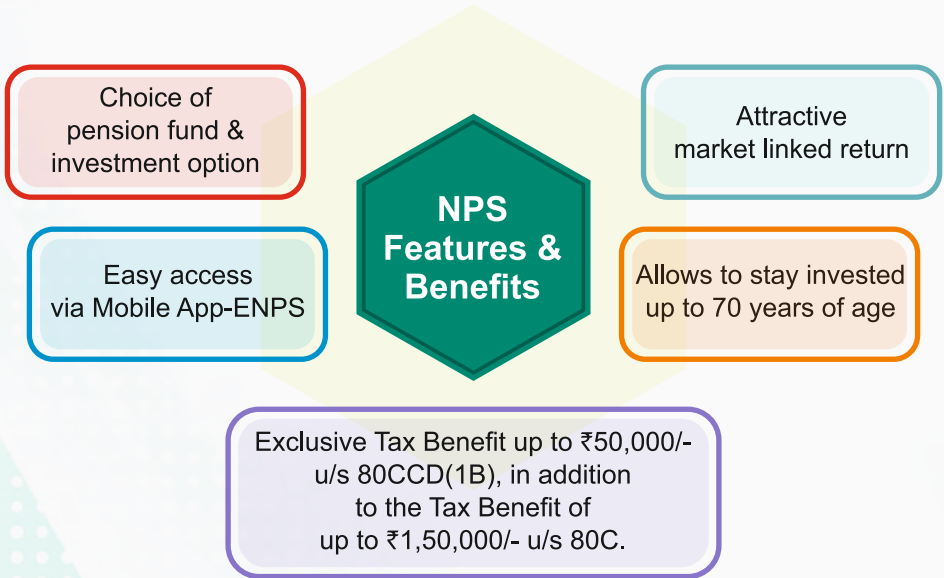 Choice of
pension fund &
investment option
Attractive
market linked return
NPS
Features &
Benefits
Easy access
via Mobile App-ENPS
Allows to stay invested
up to 70 years of age
Exclusive Tax Benefit up to ₹50,000/-
u/s 80CCD(1B), in addition
to the Tax Benefit of
up to ₹1,50,000/- u/s 80C.